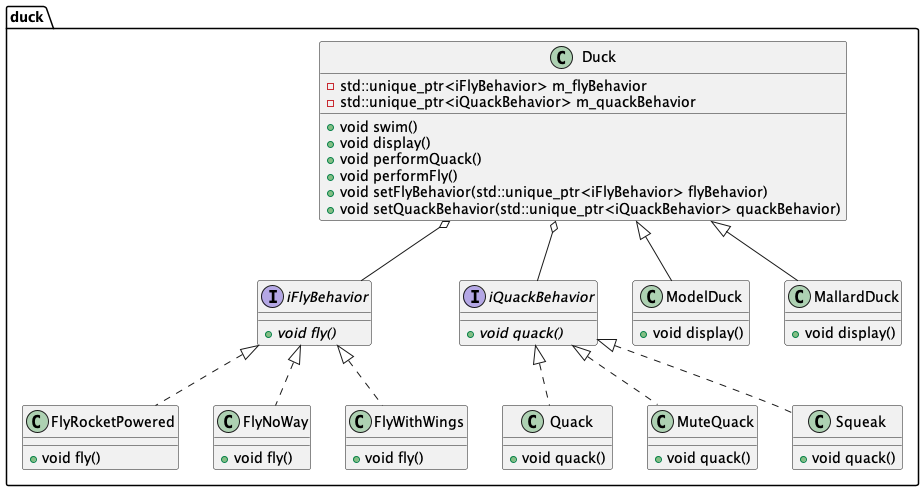 duck
C Duck
std::unique_ptr<iFlyBehavior> m_flyBehavior
std::unique_ptr<iQuackBehavior> m_quackBehavior
void swim()
void display()
void performQuack()
void performFly()
void setFlyBehavior(std::unique_ptr<iFlyBehavior> flyBehavior)
void setQuackBehavior(std::unique_ptr<iQuackBehavior> quackBehavior)
I iFlyBehavior
void fly()
I iQuackBehavior
void quack()
C ModelDuck
void display()
C MallardDuck
void display()
C FlyRocketPowered
void fly()
C FlyNoWay
void fly()
C FlyWithWings
void fly()
C Quack
void quack()
C MuteQuack
void quack()
C Squeak
void quack()